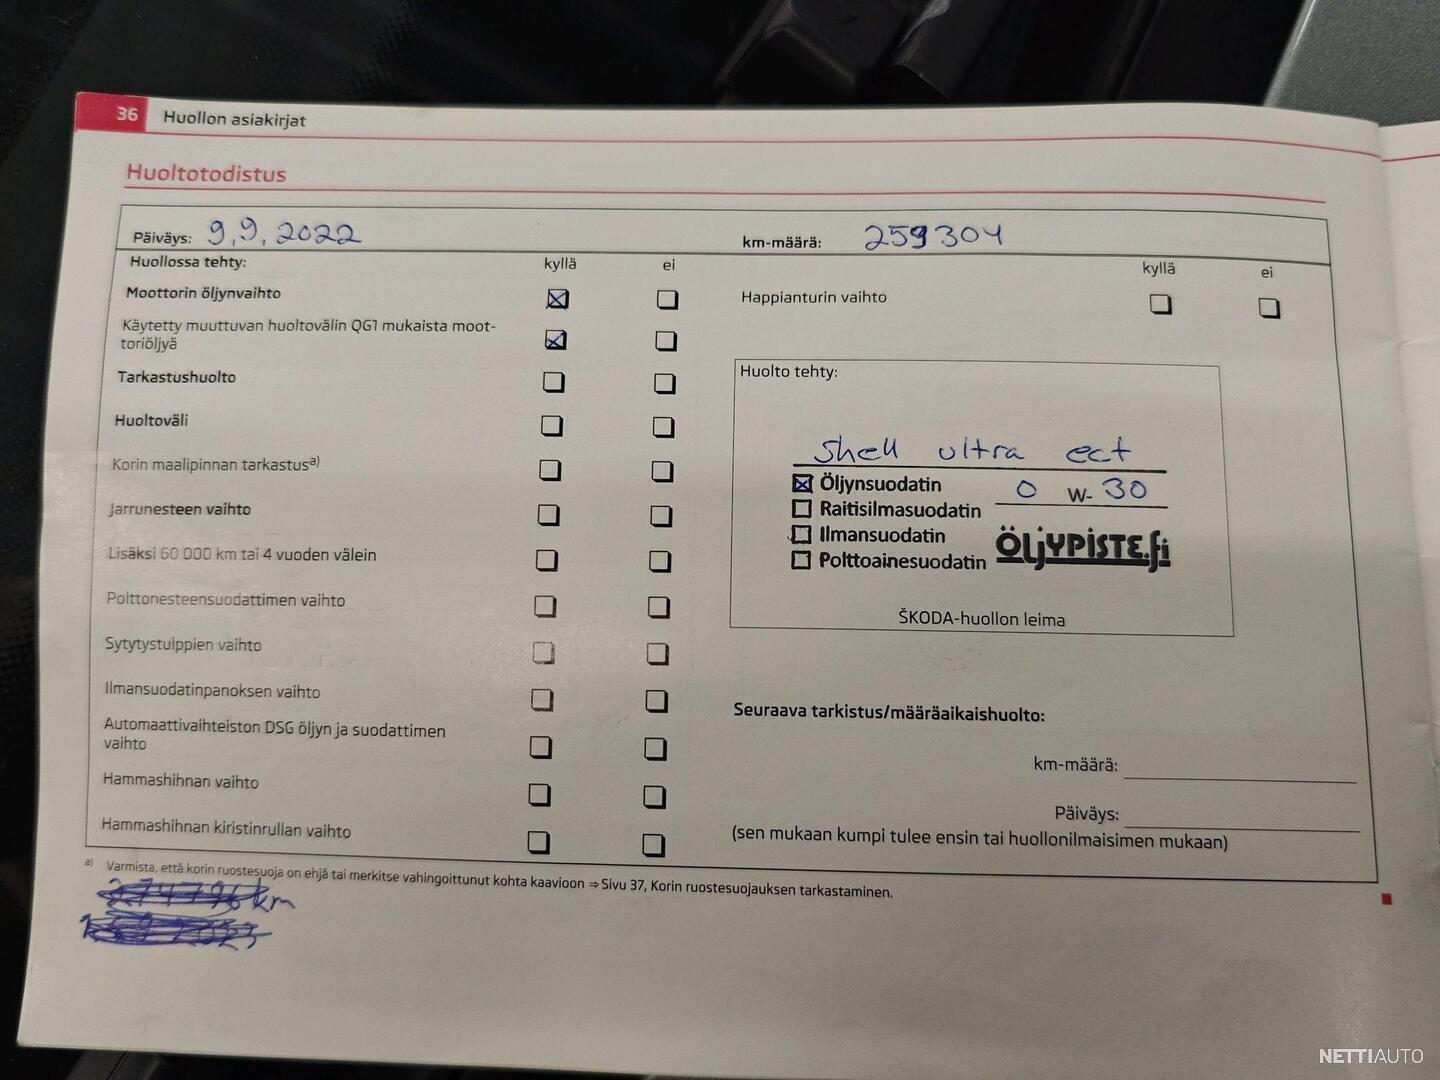 36 Huollon asiakirjat
Huoltotodistus
Päiväys: 9.9.2022 km-määrä: 259304
Huollossa tehty: kyllä ei kyllä ei
Moottorin öljynvaihto
Happianturin vaihto
Käytetty muuttuvan huoltovälin QG1 mukaista moot-
toriöljyä
Tarkastushuolto
Huoltoväli
Korin maalipinnan tarkastusa)
Jarrunesteen vaihto
Lisäksi 60 000 km tai 4 vuoden välein
Polttonesteensuodattimen vaihto
Sytytystulppien vaihto
Ilmansuodatinpanoksen vaihto
Automaattivaihteiston DSG öljyn ja suodattimen
vaihto
Hammashihnan vaihto
Hammashihnan kiristinrullan vaihto
Huolto tehty:
Shell ultra ect
Öljynsuodatin 0 W- 30
Raitisilmasuodatin
Ilmansuodatin
Polttoainesuodatin
ÖLJYPISTE.fi
ŠKODA-huollon leima
Seuraava tarkistus/määräaikaishuolto:
km-määrä:
Päiväys:
(sen mukaan kumpi tulee ensin tai huollonilmaisimen mukaan)
a) Varmista, että korin ruostesuoja on ehjä tai merkitse vahingoittunut kohta kaavioon ⇒ Sivu 37, Korin ruostesuojauksen tarkastaminen.
km
NETTIAUTO